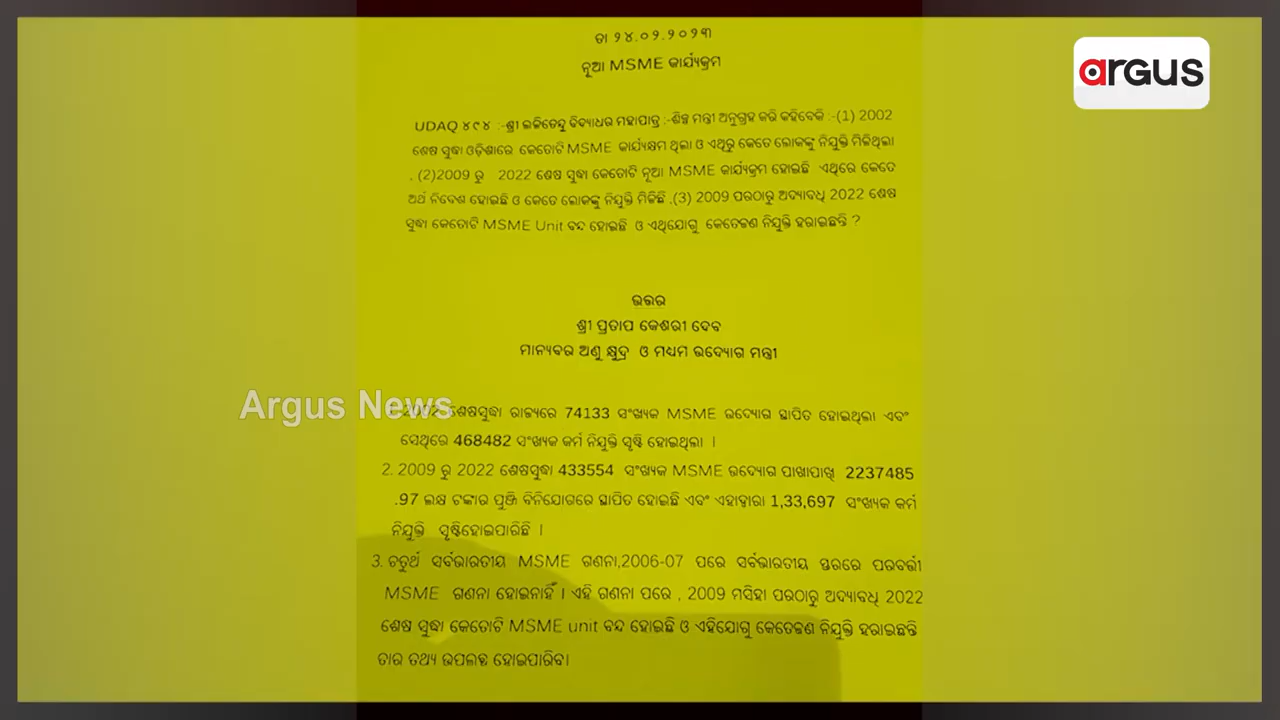 argus
ତା ୨୪.୦୨.୨୦୨୩
ନୂଆ MSME କାର୍ଯ୍ୟକ୍ରମ
UDAQ ୪୯୪ :-ଶ୍ରୀ ଲଳିତେନ୍ଦୁ ବିଦ୍ୟାଧର ମହାପାତ୍ର :-ଶିଳ୍ପ ମନ୍ତ୍ରୀ ଅନୁଗ୍ରହ କରି କହିବେକି :-(1) 2002
ଶେଷ ସୁଦ୍ଧା ଓଡ଼ିଶାରେ କେତୋଟି MSME କାର୍ଯ୍ୟକ୍ଷମ ଥିଲା ଓ ଏଥିରୁ କେତେ ଲୋକଙ୍କୁ ନିଯୁକ୍ତି ମିଳିଥିଲା
, (2)2009 ରୁ 2022 ଶେଷ ସୁଦ୍ଧା କେତୋଟି ନୂଆ MSME କାର୍ଯ୍ୟକ୍ରମ ହୋଇଛି ଏଥିରେ କେତେ
ଅର୍ଥ ନିବେଶ ହୋଇଛି ଓ କେତେ ଲୋକଙ୍କୁ ନିଯୁକ୍ତି ମିଳିଛି ,(3) 2009 ପରଠାରୁ ଅଦ୍ୟାବଧି 2022 ଶେଷ
ସୁଦ୍ଧା କେତୋଟି MSME Unit ବନ୍ଦ ହୋଇଛି ଓ ଏଥିଯୋଗୁ କେତେଜଣ ନିଯୁକ୍ତି ହରାଇଛନ୍ତି ?
ଉତ୍ତର
ଶ୍ରୀ ପ୍ରତାପ କେଶରୀ ଦେବ
ମାନ୍ୟବର ଅଣୁ କ୍ଷୁଦ୍ର ଓ ମଧ୍ୟମ ଉଦ୍ୟୋଗ ମନ୍ତ୍ରୀ
Argus News
2002 ଶେଷସୁଦ୍ଧା ରାଜ୍ୟରେ 74133 ସଂଖ୍ୟକ MSME ଉଦ୍ୟୋଗ ସ୍ଥାପିତ ହୋଇଥିଲା ଏବଂ
ସେଥିରେ 468482 ସଂଖ୍ୟକ କର୍ମ ନିଯୁକ୍ତି ସୃଷ୍ଟି ହୋଇଥିଲା ।
2. 2009 ରୁ 2022 ଶେଷସୁଦ୍ଧା 433554 ସଂଖ୍ୟକ MSME ଉଦ୍ୟୋଗ ପାଖାପାଖି 2237485
.97 ଲକ୍ଷ ଟଙ୍କାର ପୁଞ୍ଜି ବିନିଯୋଗରେ ସ୍ଥାପିତ ହୋଇଛି ଏବଂ ଏହାଦ୍ୱାରା 1,33,697 ସଂଖ୍ୟକ କର୍ମ
ନିଯୁକ୍ତି ସୃଷ୍ଟିହୋଇପାରିଛି ।
3. ଚତୁର୍ଥ ସର୍ବଭାରତୀୟ MSME ଗଣନା,2006-07 ପରେ ସର୍ବଭାରତୀୟ ସ୍ତରରେ ପରବର୍ତ୍ତୀ
MSME ଗଣନା ହୋଇନାହିଁ । ଏହି ଗଣନା ପରେ , 2009 ମସିହା ପରଠାରୁ ଅଦ୍ୟାବଧି 2022
ଶେଷ ସୁଦ୍ଧା କେତୋଟି MSME unit ବନ୍ଦ ହୋଇଛି ଓ ଏହିଯୋଗୁ କେତେଜଣ ନିଯୁକ୍ତି ହରାଇଛନ୍ତି
ତାର ତଥ୍ୟ ଉପଲବ୍ଧ ହୋଇପାରିବ।